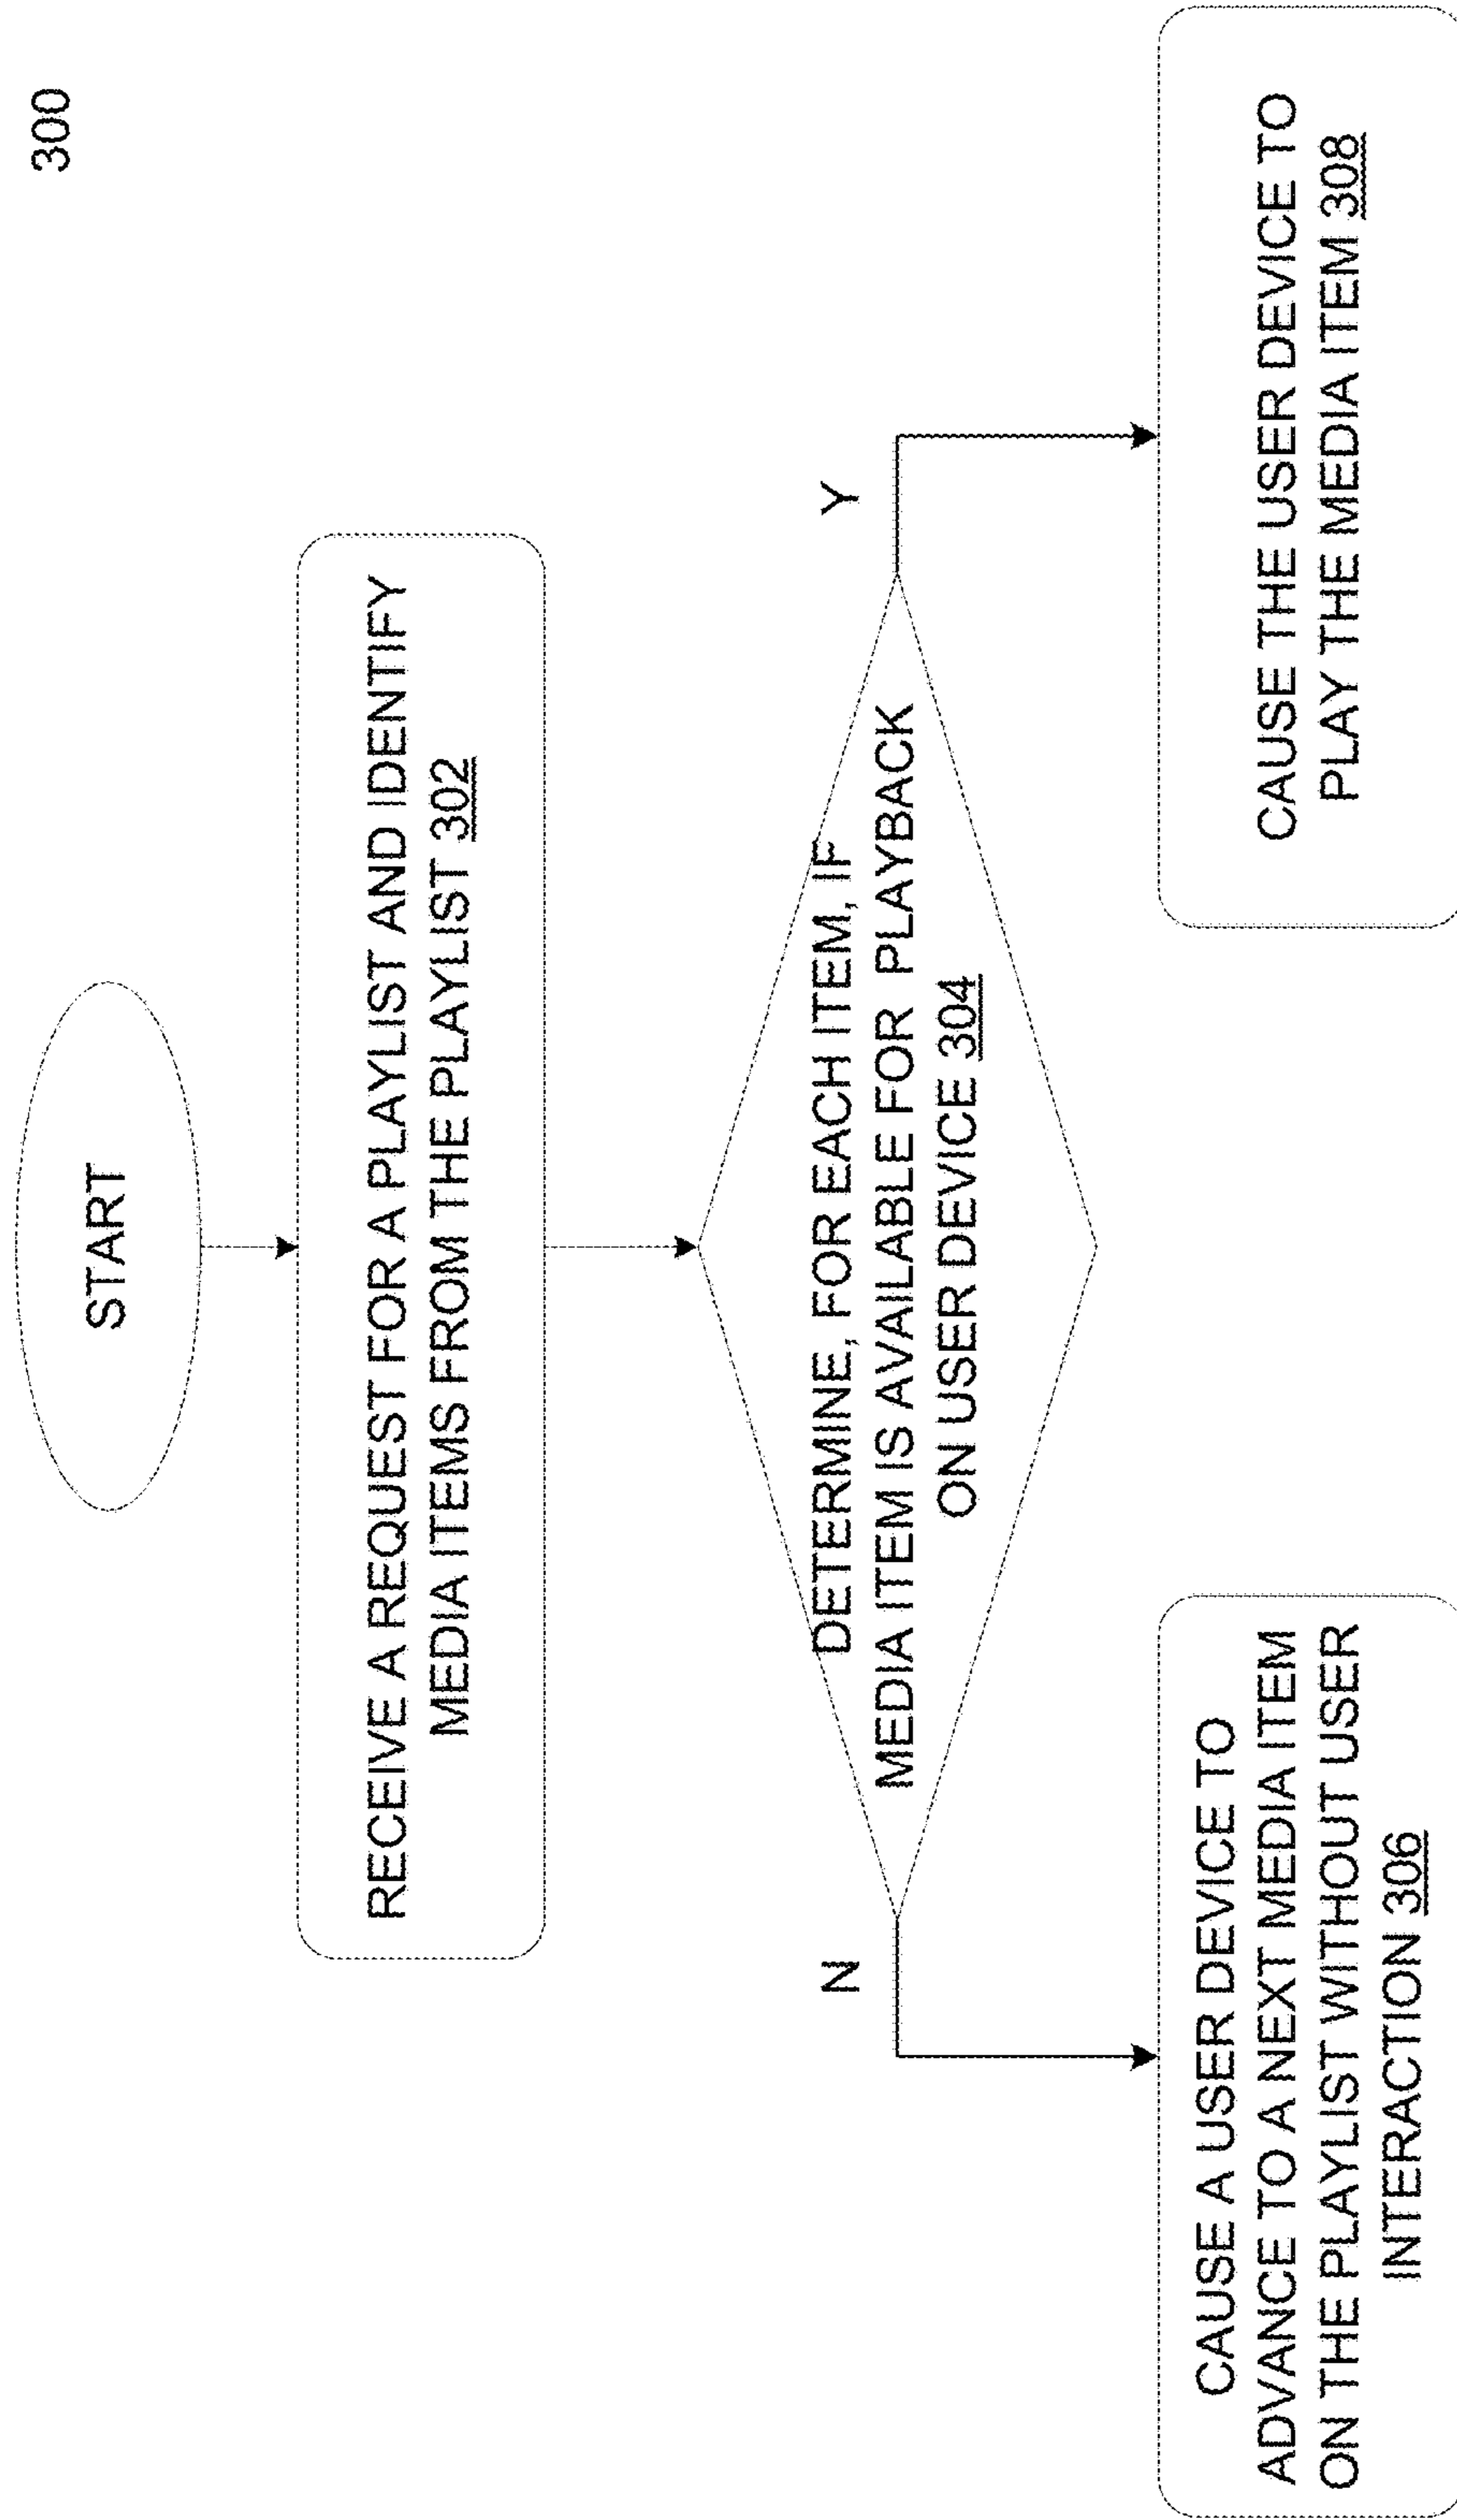 300
START
RECEIVE A REQUEST FOR A PLAYLIST AND IDENTIFY
MEDIA ITEMS FROM THE PLAYLIST 302
DETERMINE, FOR EACH ITEM, IF
MEDIA ITEM IS AVAILABLE FOR PLAYBACK
ON USER DEVICE 304
N
Y
CAUSE A USER DEVICE TO
ADVANCE TO A NEXT MEDIA ITEM
ON THE PLAYLIST WITHOUT USER
INTERACTION 306
CAUSE THE USER DEVICE TO
PLAY THE MEDIA ITEM 308